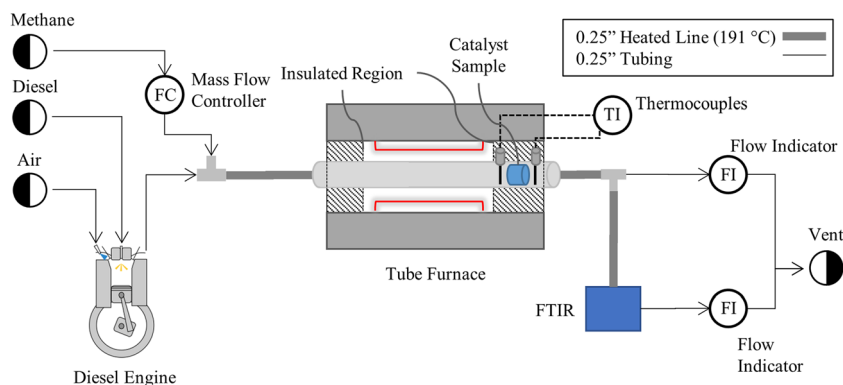 Methane
Diesel
Air
FC
Mass Flow
Controller
Insulated Region
Catalyst
Sample
0.25” Heated Line (191 °C)
0.25” Tubing
TI
Thermocouples
Flow Indicator
FI
Vent
Tube Furnace
FTIR
FI
Flow
Indicator
Diesel Engine